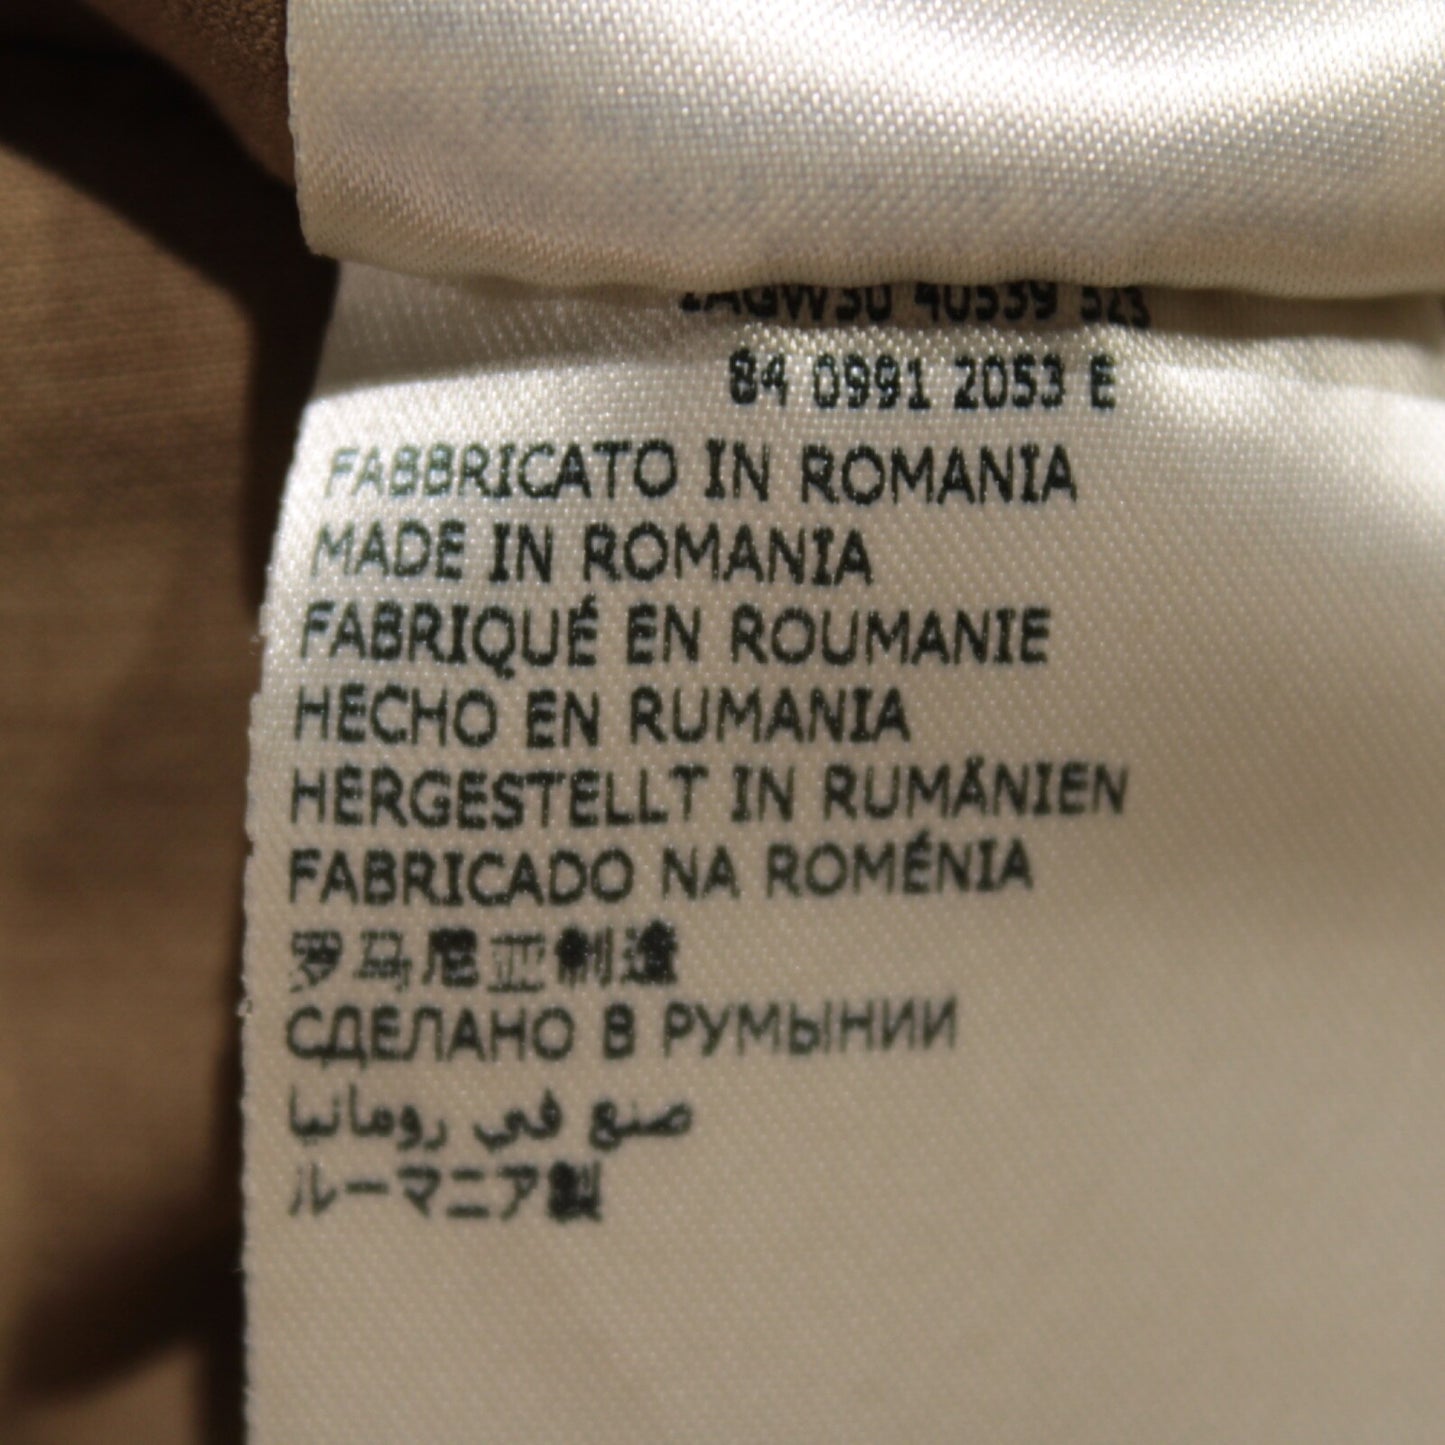 40539 323
84 0991 2053 E
FABBRICATO IN ROMANIA
MADE IN ROMANIA
FABRIQUÉ EN ROUMANIE
HECHO EN RUMANIA
HERGESTELLT IN RUMÄNIEN
FABRICADO NA ROMÉNIA
罗马尼亚制造
СДЕЛАНО В РУМЫНИИ
صنع في رومانيا
ルーマニア製